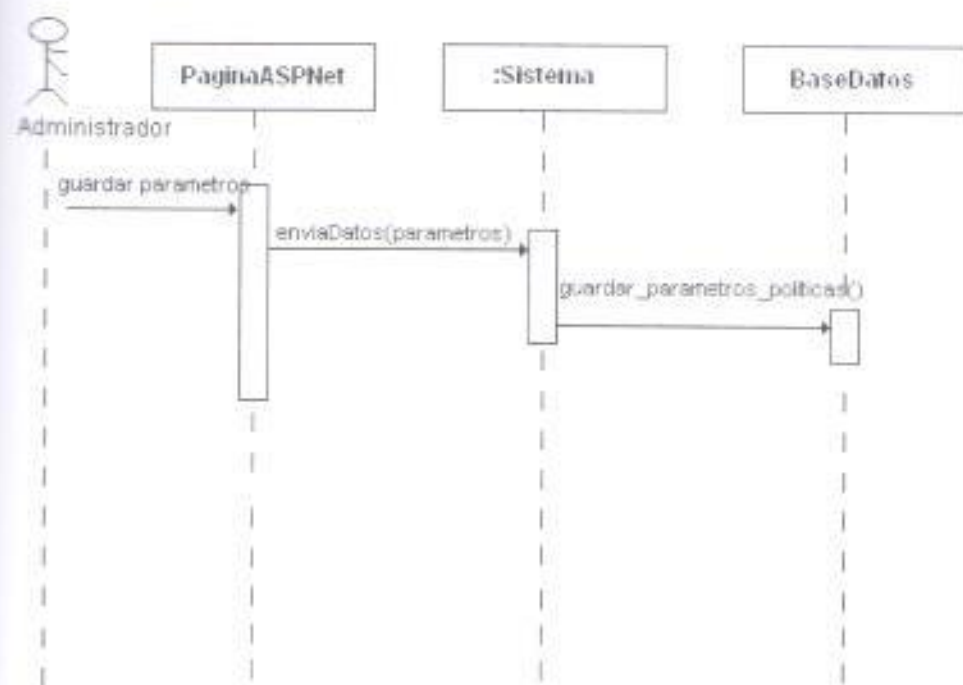 PaginaASPNet
:Sistema
BaseDatos
Administrador
guardar parametros
enviaDatos(parametros)
guardar_parametros_politicas()